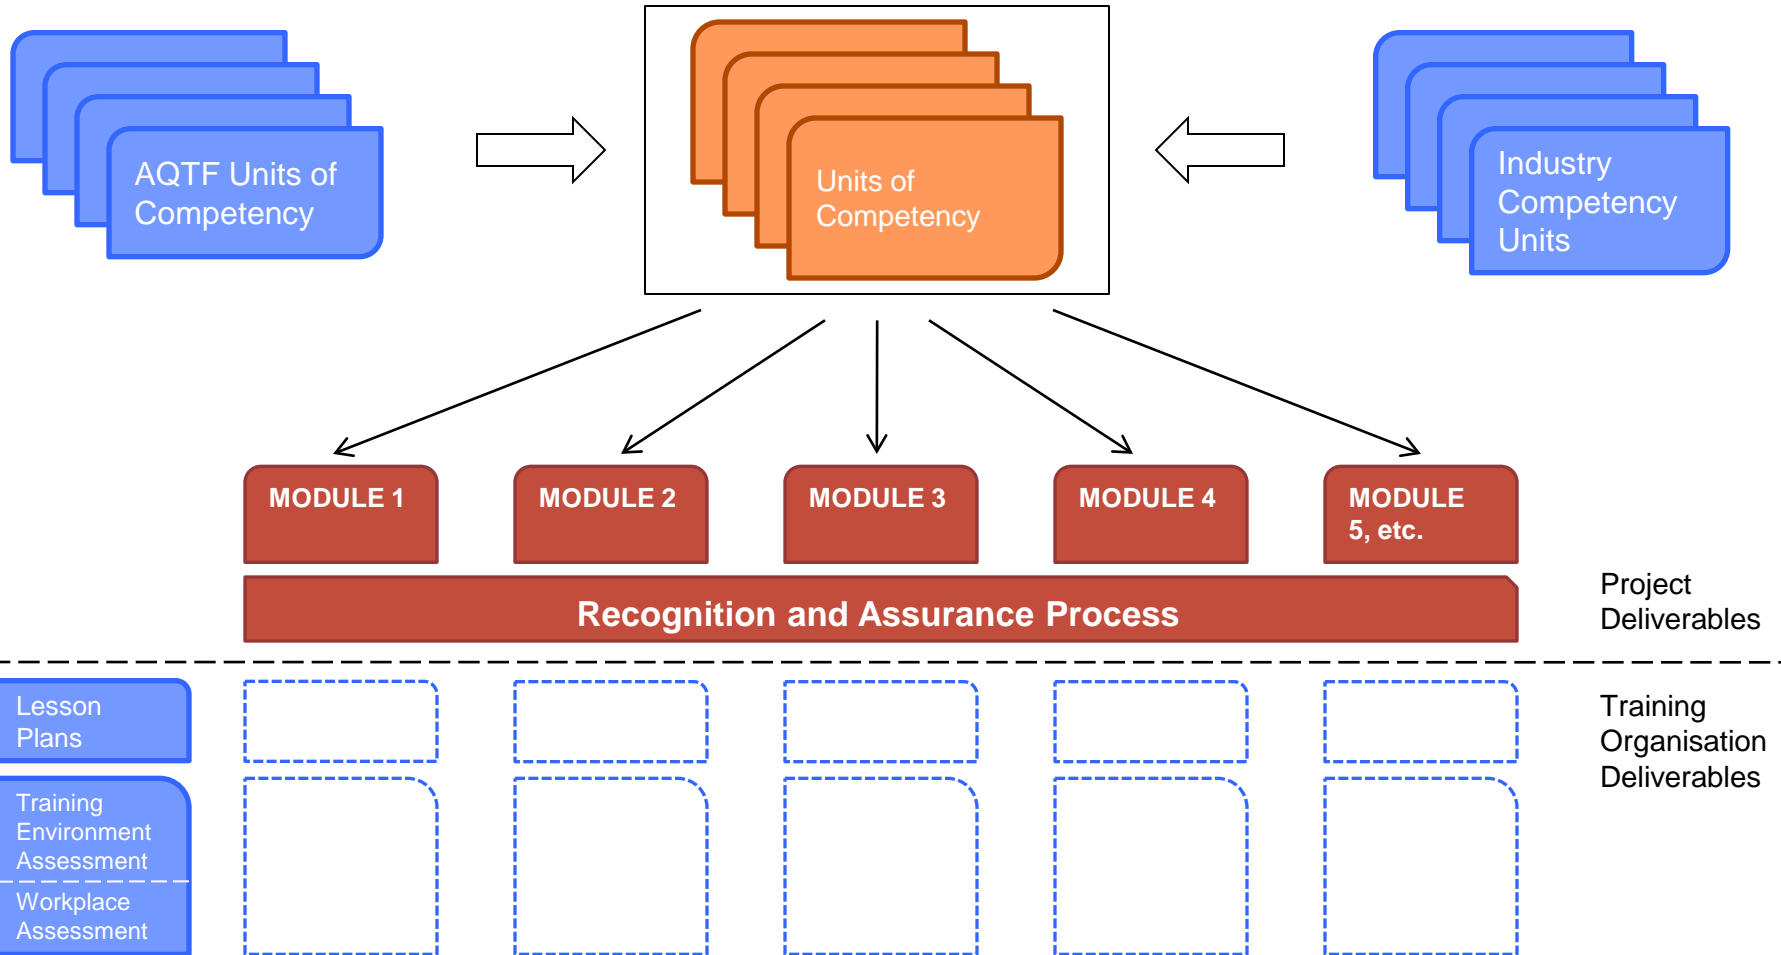 AQTF Units of
Competency
Units of
Competency
Industry
Competency
Units
MODULE 1
MODULE 2
MODULE 3
MODULE 4
MODULE
5, etc.
Recognition and Assurance Process
Project
Deliverables
Lesson
Plans
Training
Organisation
Deliverables
Training
Environment
Assessment
Workplace
Assessment